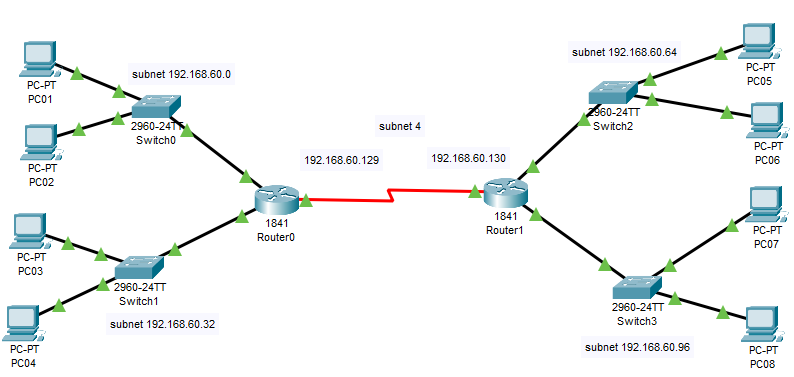 PC-PT
PC01
subnet 192.168.60.0
2960-24TT
Switch0
PC-PT
PC02
subnet 4
192.168.60.129
192.168.60.130
1841
Router0
1841
Router1
PC-PT
PC03
2960-24TT
Switch1
subnet 192.168.60.32
PC-PT
PC04
subnet 192.168.60.64
PC-PT
PC05
2960-24TT
Switch2
PC-PT
PC06
PC-PT
PC07
2960-24TT
Switch3
subnet 192.168.60.96
PC-PT
PC08